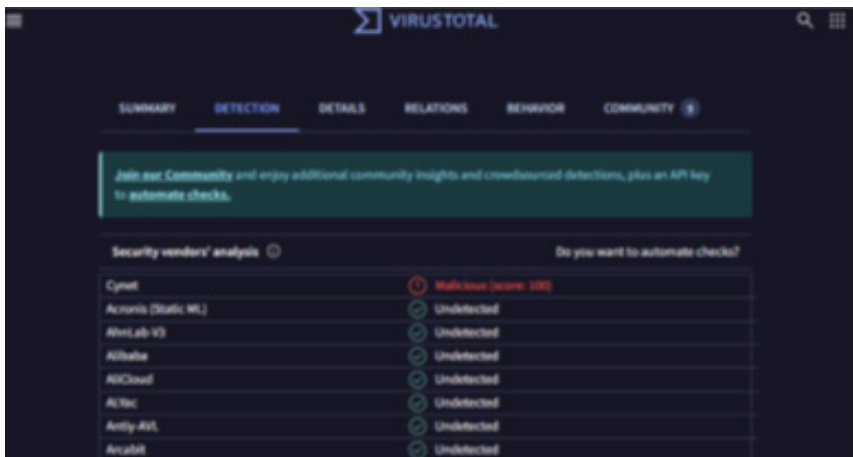 VIRUSTOTAL
SUMMARY DETECTION DETAILS RELATIONS BEHAVIOR COMMUNITY 9
Join our Community and enjoy additional community insights and crowdsourced detections, plus an API key
to automate checks.
Security vendors' analysis Do you want to automate checks?
Cynet Malicious (score: 100)
Acronis (Static ML) Undetected
AhnLab-V3 Undetected
Alibaba Undetected
AliCloud Undetected
ALYac Undetected
Antiy-AVL Undetected
Arcabit Undetected